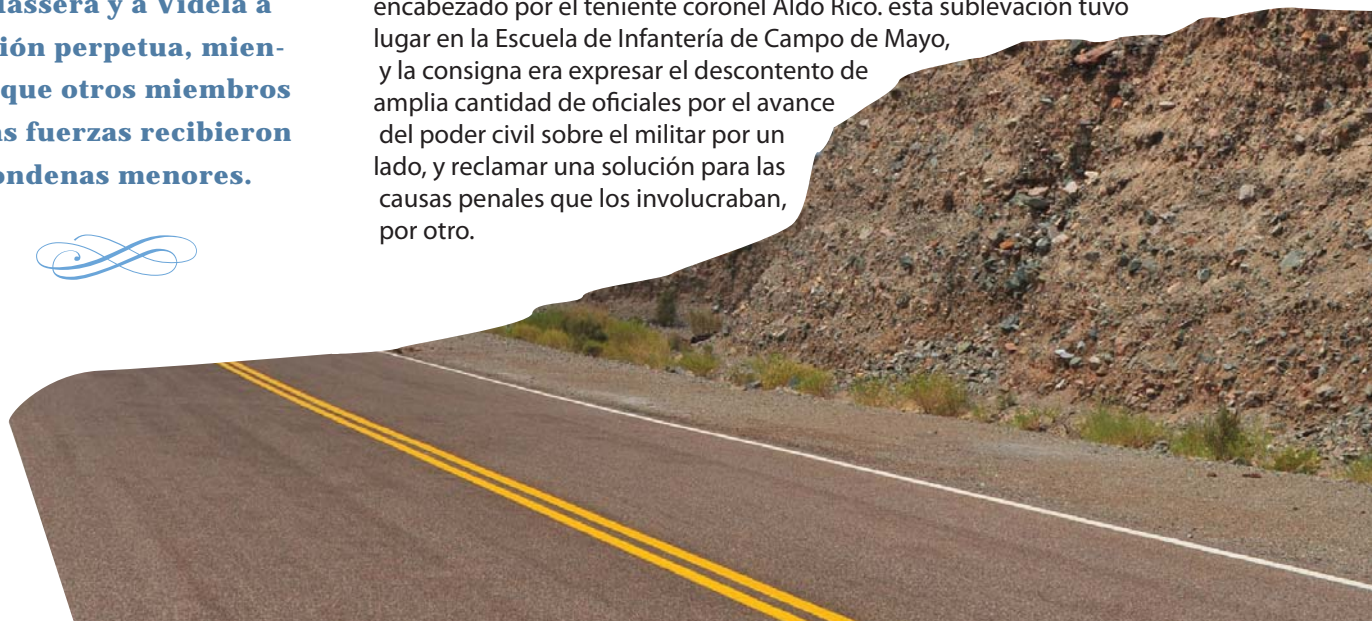 Massera y a Videla a
ción perpetua, mien-
que otros miembros
as fuerzas recibieron
ondenas menores.
encabezado por el teniente coronel Aldo Rico. esta sublevación tuvo
lugar en la Escuela de Infantería de Campo de Mayo,
y la consigna era expresar el descontento de
amplia cantidad de oficiales por el avance
del poder civil sobre el militar por un
lado, y reclamar una solución para las
causas penales que los involucraban,
por otro.